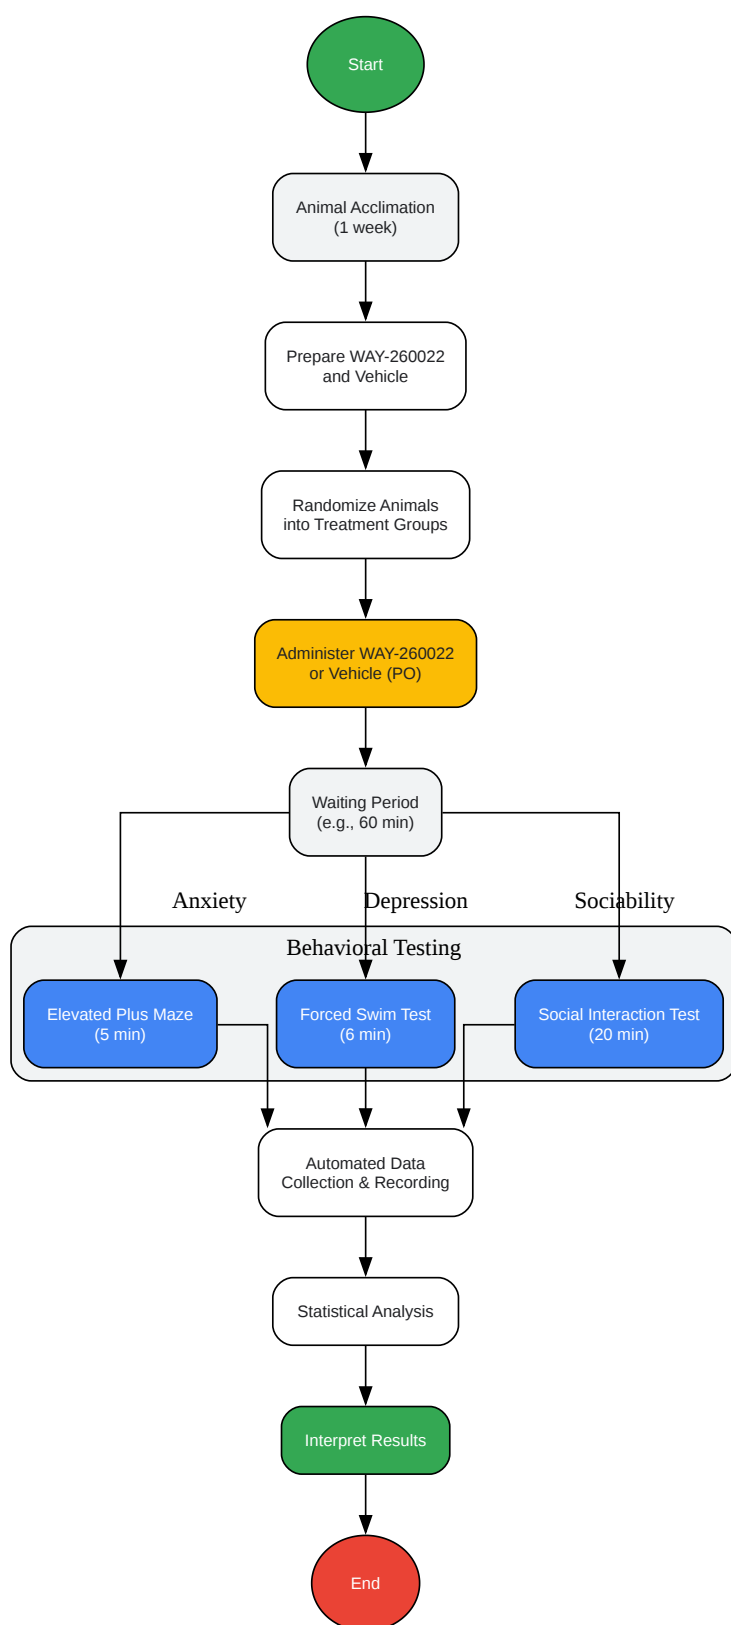 Start
Animal Acclimation
(1 week)
Prepare WAY-260022
and Vehicle
Randomize Animals
into Treatment Groups
Administer WAY-260022
or Vehicle (PO)
Waiting Period
(e.g., 60 min)
Anxiety
Depression
Sociability
Behavioral Testing
Elevated Plus Maze
(5 min)
Forced Swim Test
(6 min)
Social Interaction Test
(20 min)
Automated Data
Collection & Recording
Statistical Analysis
Interpret Results
End